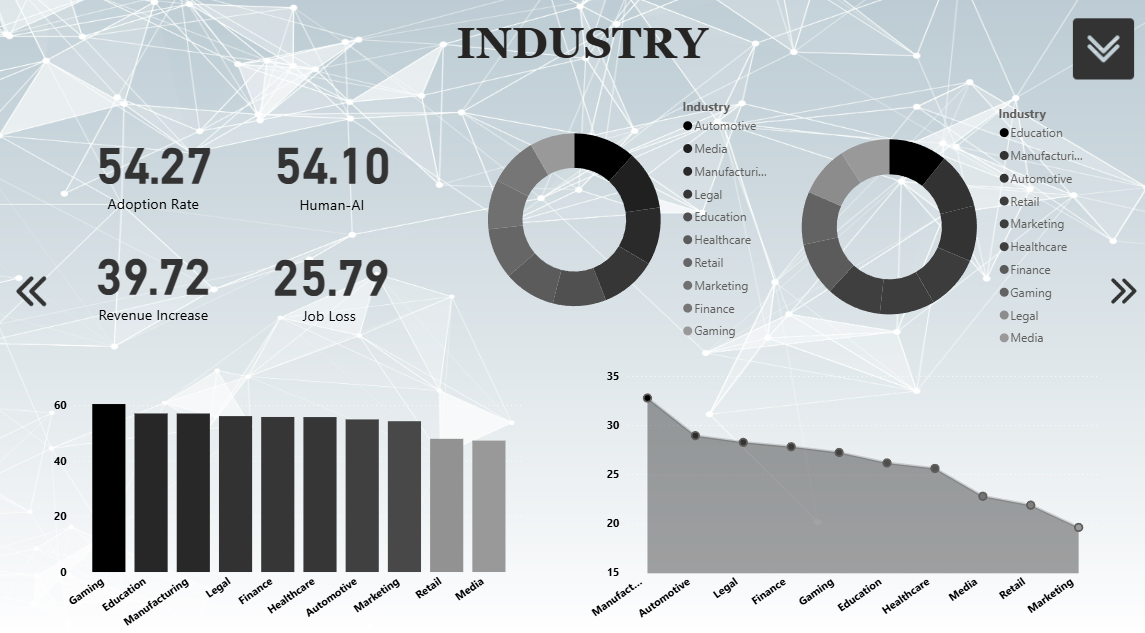 INDUSTRY
54.27
Adoption Rate
54.10
Human-AI
39.72
Revenue Increase
25.79
Job Loss
Industry
Automotive
Media
Manufacturi...
Legal
Education
Healthcare
Retail
Marketing
Finance
Gaming
Industry
Education
Manufacturi...
Automotive
Retail
Marketing
Healthcare
Finance
Gaming
Legal
Media
60
40
20
0
Gaming
Education
Manufacturing
Legal
Finance
Healthcare
Automotive
Marketing
Retail
Media
35
30
25
20
15
Manufact...
Automotive
Legal
Finance
Gaming
Education
Healthcare
Media
Retail
Marketing